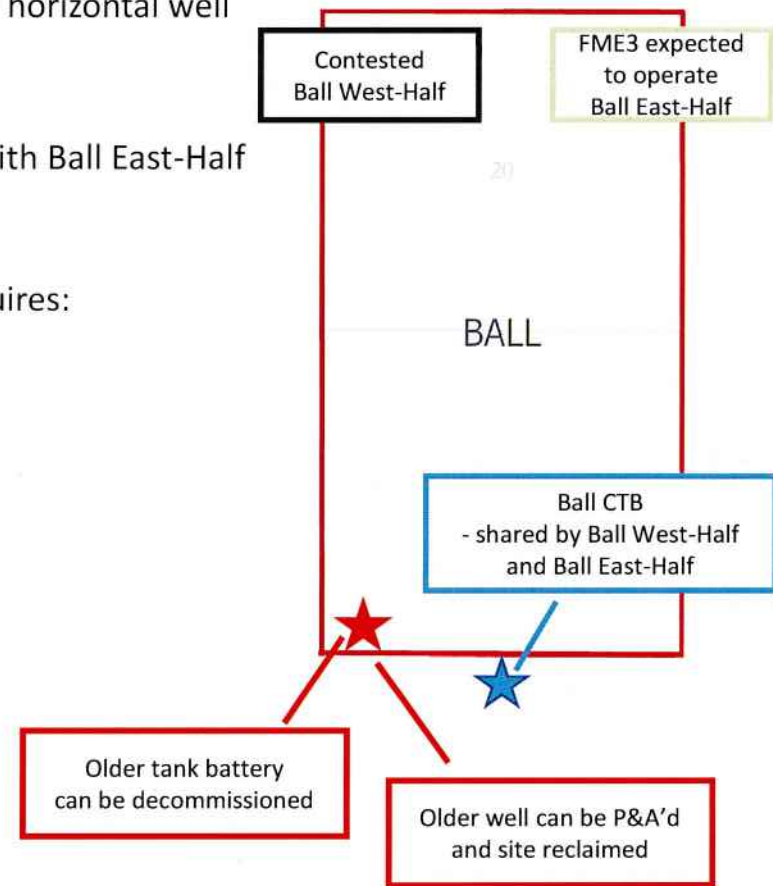 horizontal well
Contested
Ball West-Half
FME3 expected
to operate
Ball East-Half
ith Ball East-Half
20
uires:
BALL
Ball CTB
- shared by Ball West-Half
and Ball East-Half
Older tank battery
can be decommissioned
Older well can be P&A'd
and site reclaimed